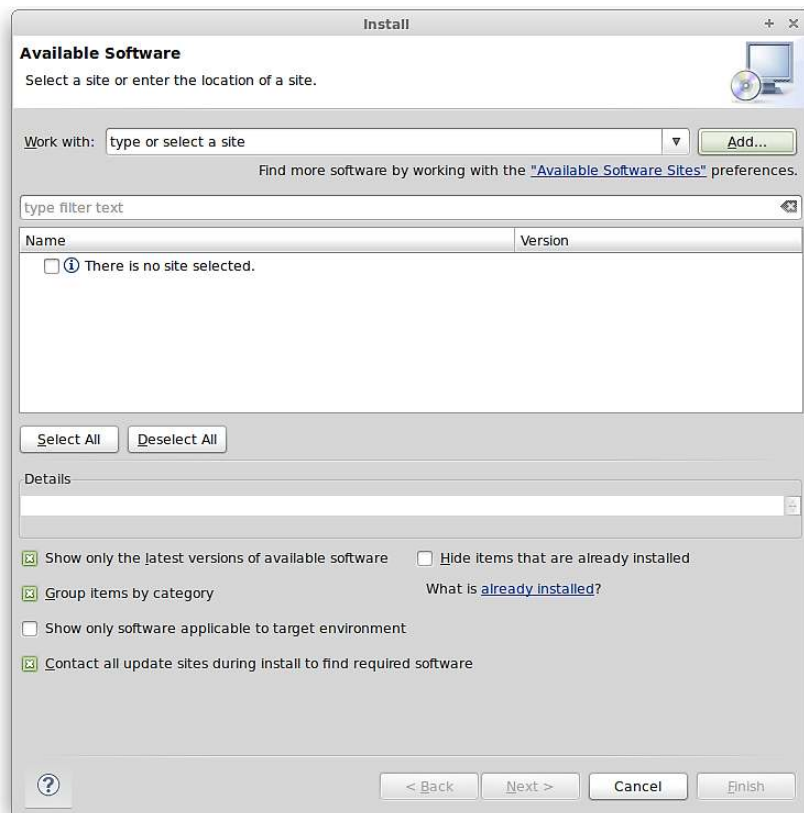 Install
Available Software
Select a site or enter the location of a site.
Work with: type or select a site Add...
Find more software by working with the "Available Software Sites" preferences.
type filter text
Name Version
There is no site selected.
Select All Deselect All
Details
Show only the latest versions of available software Hide items that are already installed
Group items by category What is already installed?
Show only software applicable to target environment
Contact all update sites during install to find required software
? < Back Next > Cancel Finish